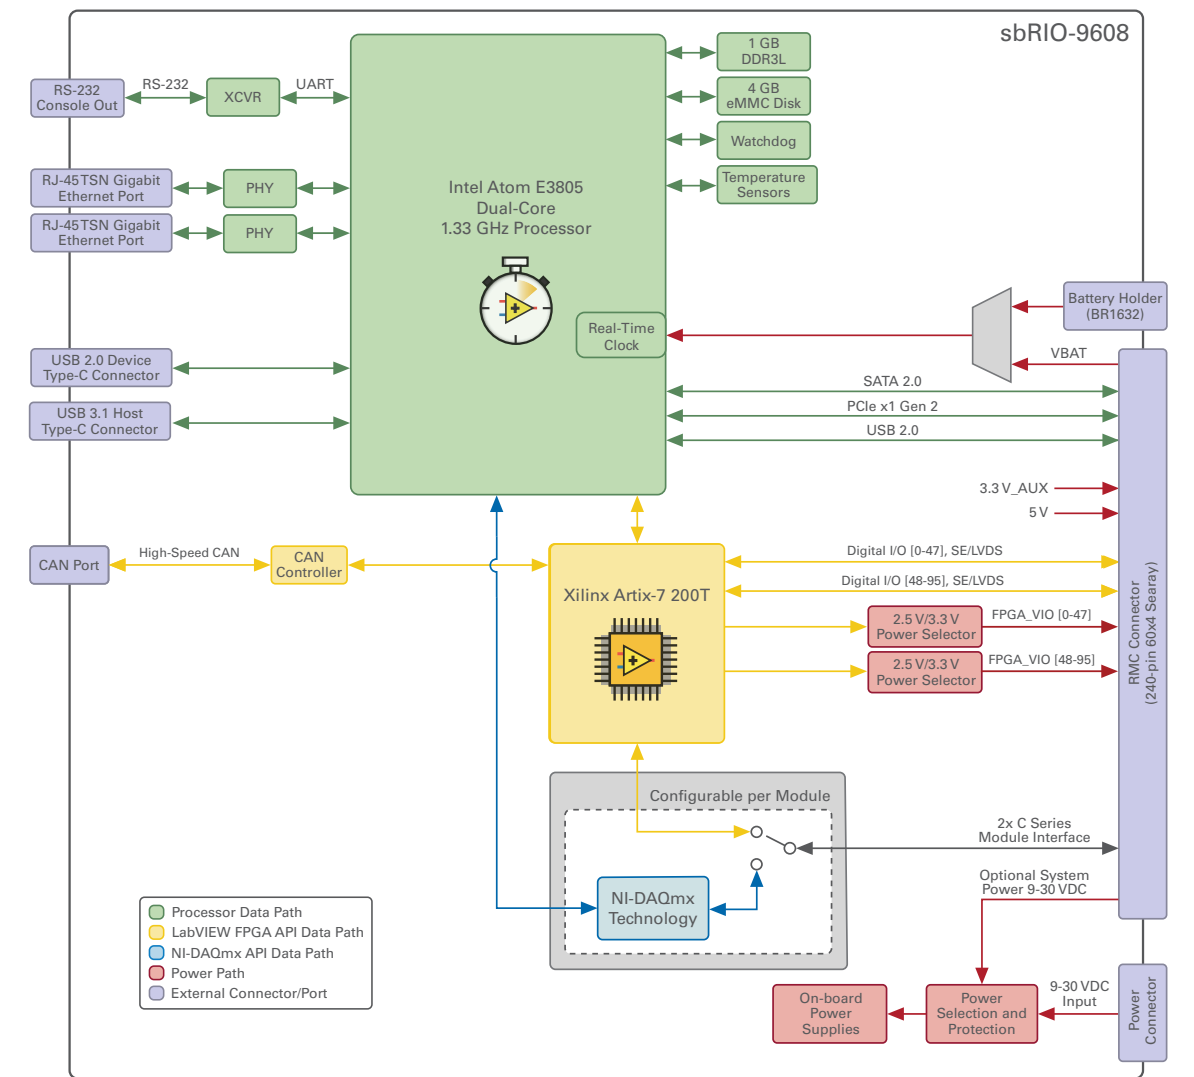 sbRIO-9608
RS-232
Console Out
RS-232
XCVR
UART
RJ-45 TSN Gigabit
Ethernet Port
PHY
RJ-45 TSN Gigabit
Ethernet Port
PHY
USB 2.0 Device
Type-C Connector
USB 3.1 Host
Type-C Connector
Intel Atom E3805
Dual-Core
1.33 GHz Processor
Real-Time
Clock
1 GB
DDR3L
4 GB
eMMC Disk
Watchdog
Temperature
Sensors
Battery Holder
(BR1632)
VBAT
SATA 2.0
PCIe x1 Gen 2
USB 2.0
3.3 V_AUX
5 V
CAN Port
High-Speed CAN
CAN
Controller
Xilinx Artix-7 200T
Digital I/O [0-47], SE/LVDS
Digital I/O [48-95], SE/LVDS
2.5 V/3.3 V
Power Selector
FPGA_VIO [0-47]
2.5 V/3.3 V
Power Selector
FPGA_VIO [48-95]
RMC Connector
(240-pin 60x4 Searay)
Configurable per Module
NI-DAQmx
Technology
2x C Series
Module Interface
Optional System
Power 9-30 VDC
9-30 VDC
Input
Power
Connector
Power
Selection and
Protection
On-board
Power
Supplies
Processor Data Path
LabVIEW FPGA API Data Path
NI-DAQmx API Data Path
Power Path
External Connector/Port